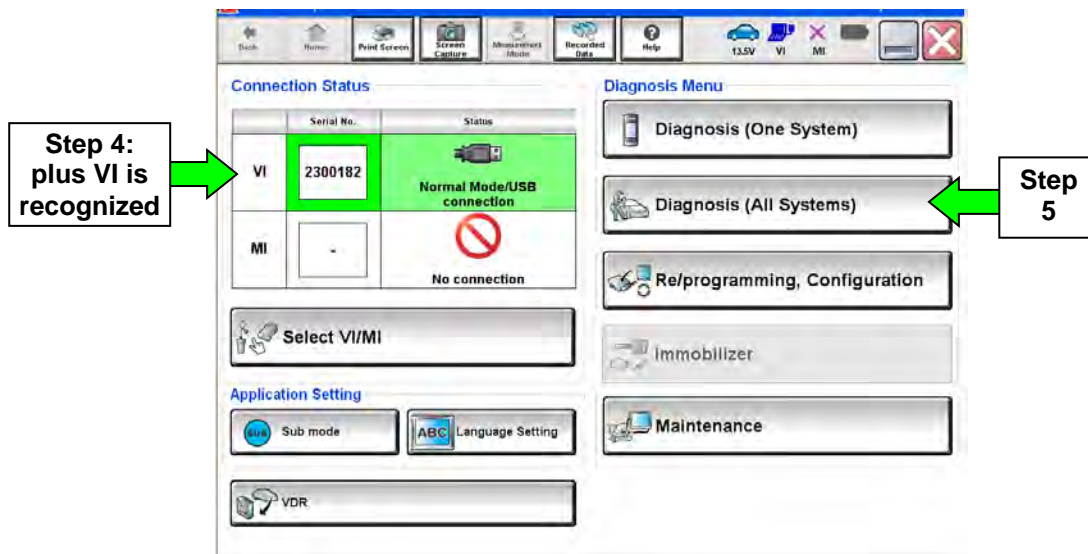 Back
Home
Print Screen
Screen
Capture
Measurement
Mode
Recorded
Data
Help
13.5V
VI
MI
Connection Status
Serial No.
Status
VI
2300182
Normal Mode/USB
connection
MI
-
No connection
Select VI/MI
Application Setting
SUB
Sub mode
ABC
Language Setting
VDR
Diagnosis Menu
Diagnosis (One System)
Diagnosis (All Systems)
Re/programming, Configuration
Immobilizer
Maintenance
Step 4:
plus VI is
recognized
Step
5